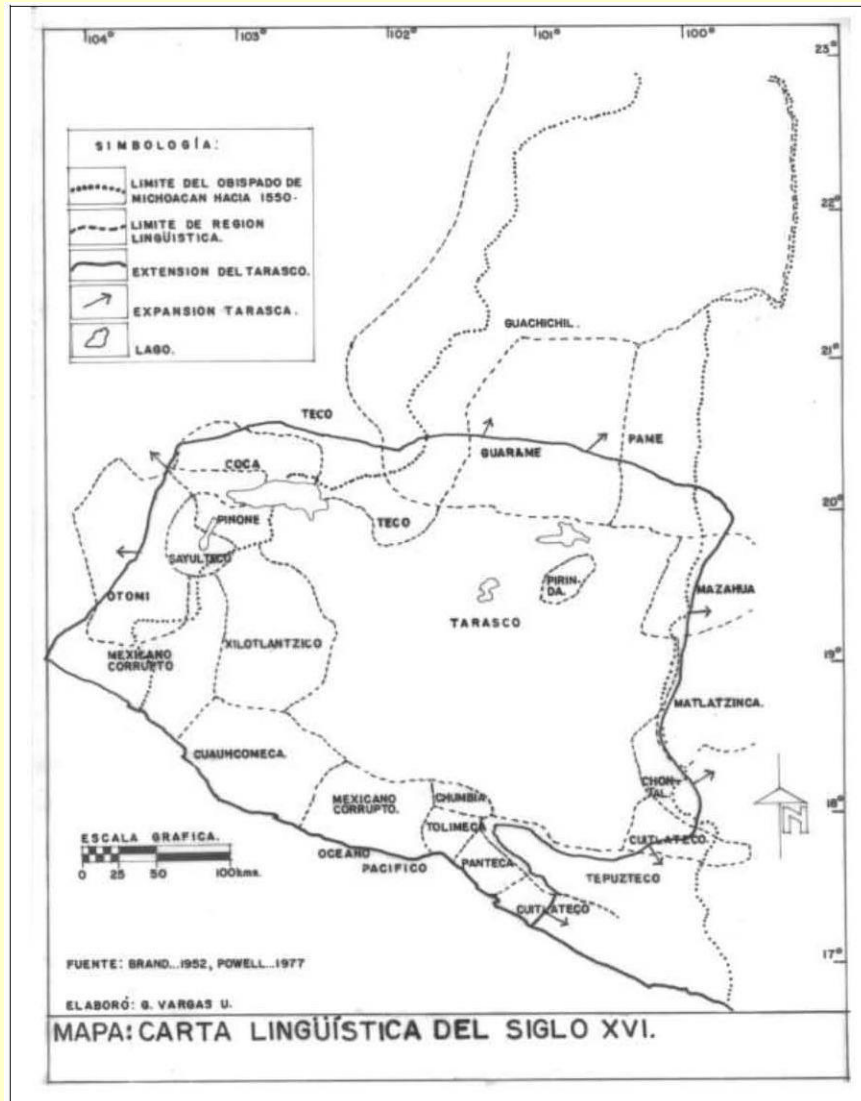 104°
103°
102°
101°
100°
23°
22°
21°
20°
19°
18°
17°
SIMBOLOGÍA:
LIMITE DEL OBISPADO DE
MICHOACAN HACIA 1550-
LIMITE DE REGION
LINGÜISTICA.
EXTENSION DEL TARASCO.
EXPANSION TARASCA.
LAGO.
GUACHICHIL.
TECO
GUARAME
PAME
COCA
TECO
PINONE
SAYULTECO
OTOMI
PIRIN-
DA.
MAZAHUA
TARASCO
XILOTLANTZICO
MEXICANO
CORRUPTO
MATLATZINCA.
CUAUHCOMECA.
CHON-
TAL.
MEXICANO
CORRUPTO.
CHUMBIA
TOLIMECA
CUITLATECO
PANTECA
TEPUZTECO
CUITLATECO
OCEANO
PACIFICO
N
ESCALA GRAFICA.
0 25 50 100kms.
FUENTE: BRAND...1952, POWELL...1977
ELABORÓ: G. VARGAS U.
MAPA: CARTA LINGÜÍSTICA DEL SIGLO XVI.